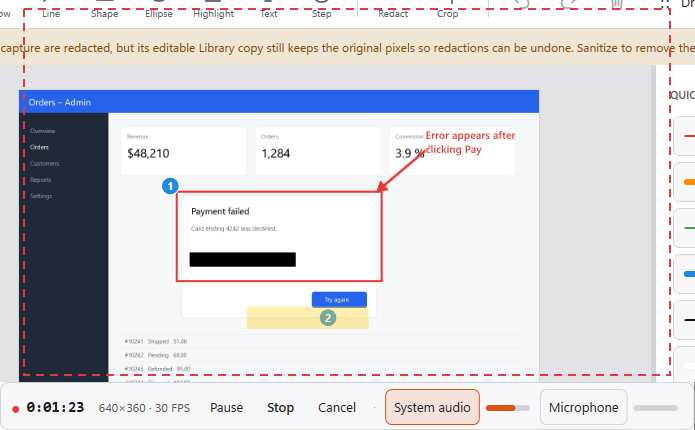 Line Shape Ellipse Highlight Text Step Redact Crop
capture are redacted, but its editable Library copy still keeps the original pixels so redactions can be undone. Sanitize to remove the
Orders – Admin
QUIC
Overview
Orders
Customers
Reports
Settings
Revenue
$48,210
Orders
1,284
Conversion
3.9 %
Error appears after
clicking Pay
1
Payment failed
Card ending 4242 was declined.
Try again
2
#10241 Shipped 51.00
#10242 Pending 68.00
#10243 Refunded 85.00
0:01:23 640×360 · 30 FPS Pause Stop Cancel System audio Microphone